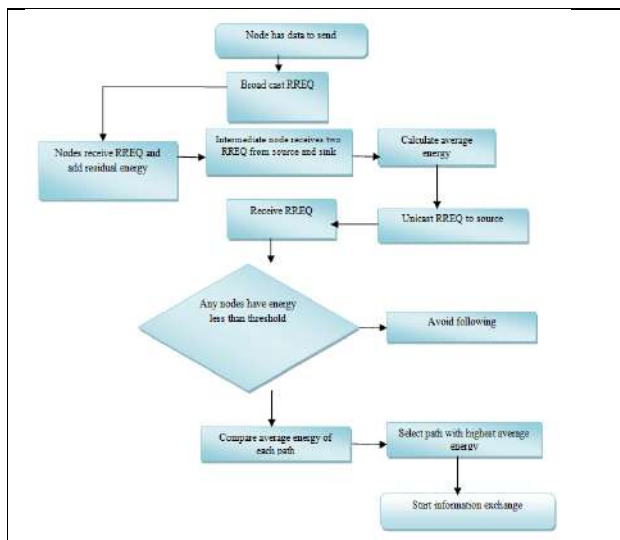 Node has data to send
Broad cast RREQ
Nodes receive RREQ and
add residual energy
Intermediate node receives two
RREQ from source and sink
Calculate average
energy
Receive RREQ
Unicast RREQ to source
Any nodes have energy
less than threshold
Avoid following
Compare average energy of
each path
Select path with highest average
energy
Start information exchange